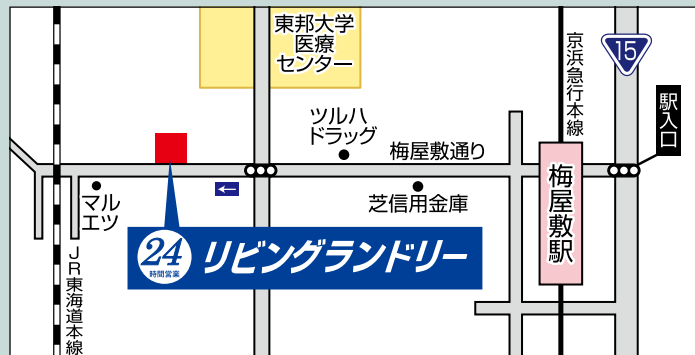 東邦大学
医療
センター
京浜急行本線
15
駅入口
ツルハ
ドラッグ
梅屋敷通り
梅屋敷駅
マル
エツ
←
芝信用金庫
24
時間営業
リビングランドリー
JR東海道本線